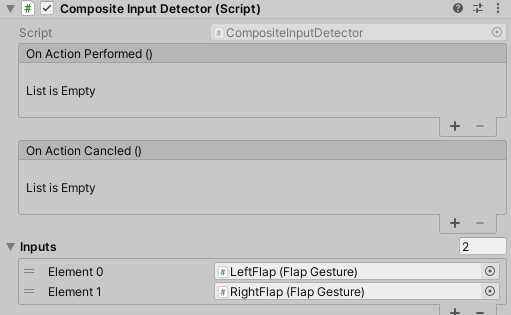 Composite Input Detector (Script)
Script CompositeInputDetector
On Action Performed ()
List is Empty
On Action Cancled ()
List is Empty
Inputs 2
Element 0 LeftFlap (Flap Gesture)
Element 1 RightFlap (Flap Gesture)